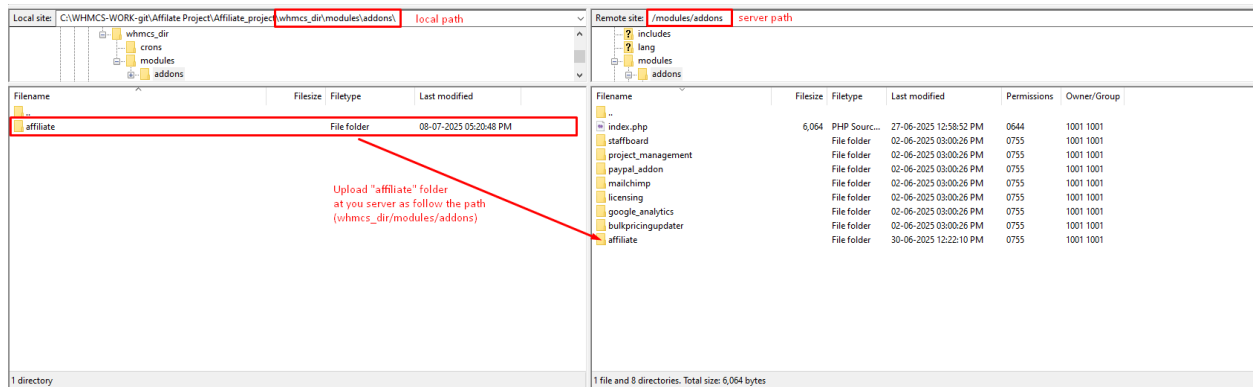 Local site: C:\WHMCS-WORK-git\Affilate Project\Affiliate_project\whmcs_dir\modules\addons\ local path
whmcs_dir
crons
modules
addons
Filename Filesize Filetype Last modified
..
affiliate File folder 08-07-2025 05:20:48 PM
Upload "affiliate" folder
at you server as follow the path
(whmcs_dir/modules/addons)
1 directory
Remote site: /modules/addons server path
includes
lang
modules
addons
Filename Filesize Filetype Last modified Permissions Owner/Group
..
index.php 6,064 PHP Sourc... 27-06-2025 12:58:52 PM 0644 1001 1001
staffboard File folder 02-06-2025 03:00:26 PM 0755 1001 1001
project_management File folder 02-06-2025 03:00:26 PM 0755 1001 1001
paypal_addon File folder 02-06-2025 03:00:26 PM 0755 1001 1001
mailchimp File folder 02-06-2025 03:00:26 PM 0755 1001 1001
licensing File folder 02-06-2025 03:00:26 PM 0755 1001 1001
google_analytics File folder 02-06-2025 03:00:26 PM 0755 1001 1001
bulkpricingupdater File folder 02-06-2025 03:00:26 PM 0755 1001 1001
affiliate File folder 30-06-2025 12:22:10 PM 0755 1001 1001
1 file and 8 directories. Total size: 6,064 bytes